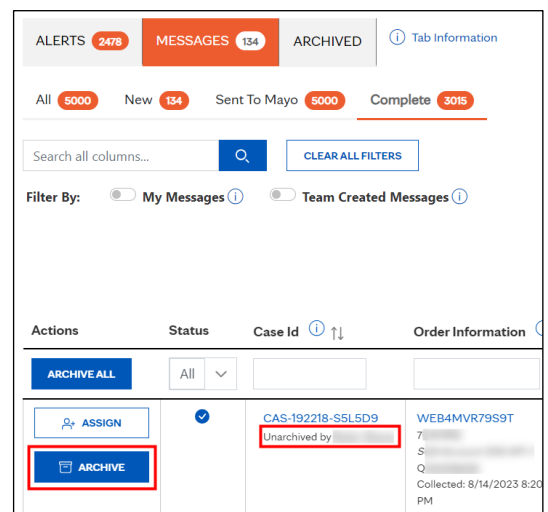 ALERTS 2478 MESSAGES 134 ARCHIVED i Tab Information
All 5000 New 134 Sent To Mayo 5000 Complete 3015
Search all columns... CLEAR ALL FILTERS
Filter By: My Messages i Team Created Messages i
Actions Status Case Id i Order Information
ARCHIVE ALL All
ASSIGN CAS-192218-S5L5D9 WEB4MVR79S9T
Unarchived by
ARCHIVE
Collected: 8/14/2023 8:20
PM